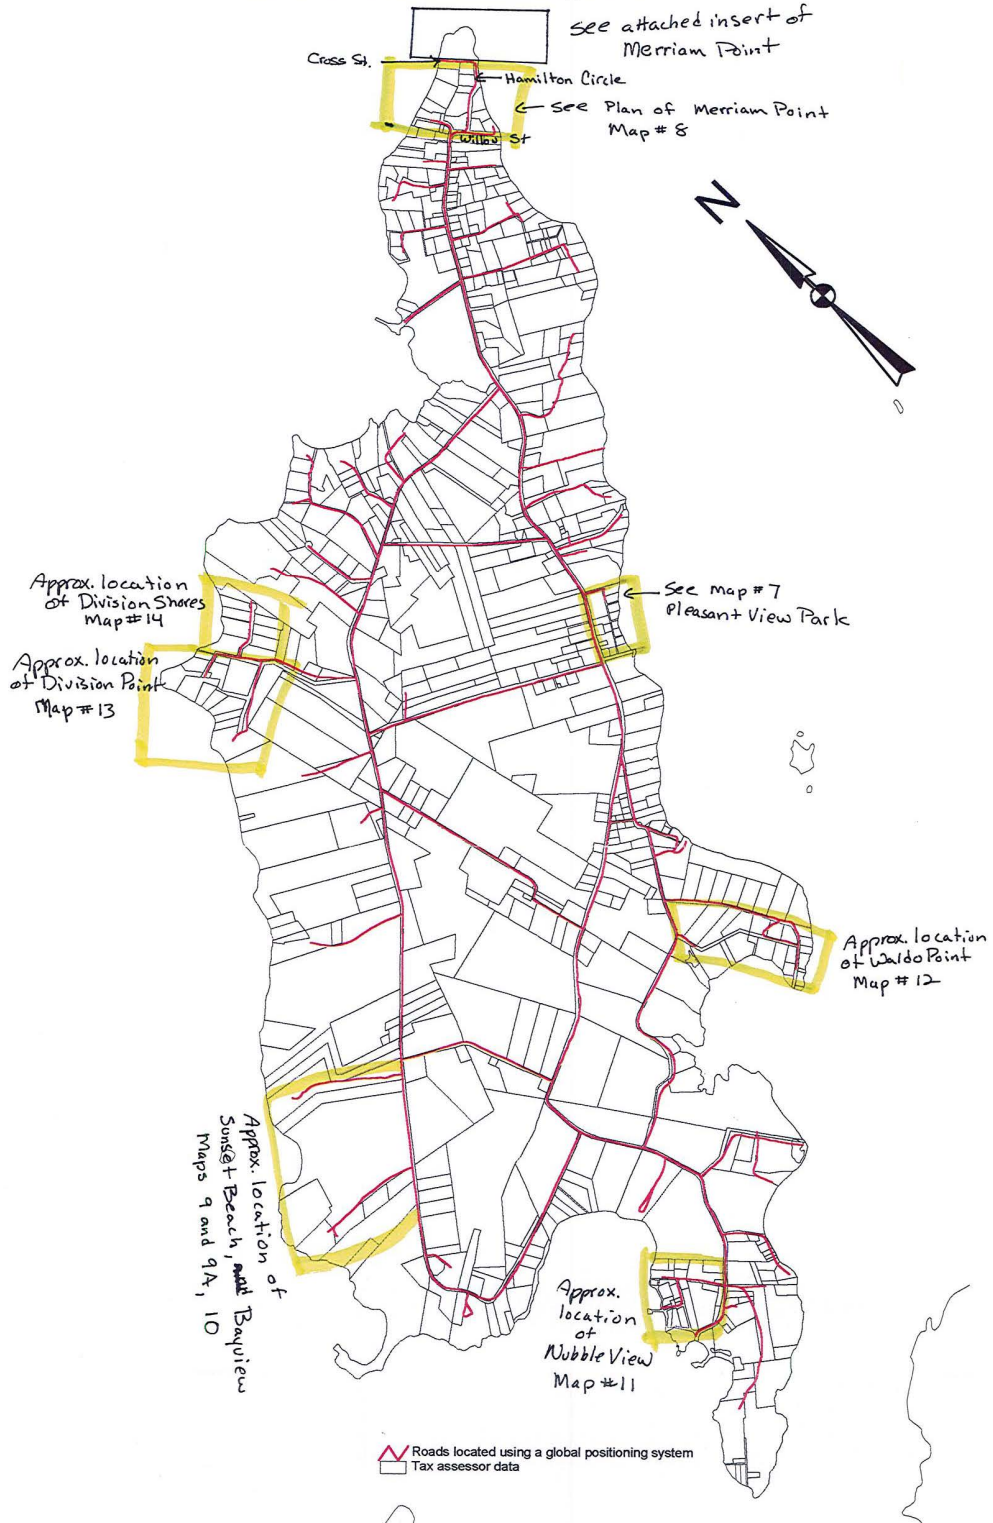 see attached insert of
Merriam Point
Cross St.
Hamilton Circle
see Plan of Merriam Point
Map # 8
Willow St
N
Approx. location
of Division Shores
Map # 14
see map # 7
Pleasant View Park
Approx. location
of Division Point
Map # 13
Approx. location
of Waldo Point
Map # 12
Approx. location of
Sunset Beach, and Bayview
Maps 9 and 9A, 10
Approx.
location
of
Nubble View
Map # 11
Roads located using a global positioning system
Tax assessor data